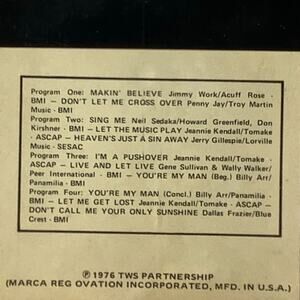 Program One: MAKIN' BELIEVE Jimmy Work/Acuff Rose ·
BMI — DON'T LET ME CROSS OVER Penny Jay/Troy Martin
Music · BMI
Program Two: SING ME Neil Sedaka/Howard Greenfield, Don
Kirshner · BMI — LET THE MUSIC PLAY Jeannie Kendall/Tomake
· ASCAP — HEAVEN'S JUST A SIN AWAY Jerry Gillespie/Lorville
Music · SESAC
Program Three: I'M A PUSHOVER Jeannie Kendall/Tomake ·
ASCAP — LIVE AND LET LIVE Gene Sullivan & Wally Walker/
Peer International · BMI — YOU'RE MY MAN (Beg.) Billy Arr/
Panamilia · BMI
Program Four: YOU'RE MY MAN (Concl.) Billy Arr/Panamilia
· BMI — LET ME GET LOST Jeannie Kendall/Tomake · ASCAP —
DON'T CALL ME YOUR ONLY SUNSHINE Dallas Frazier/Blue
Crest · BMI
℗ 1976 TWS PARTNERSHIP
(MARCA REG OVATION INCORPORATED, MFD. IN U.S.A.)